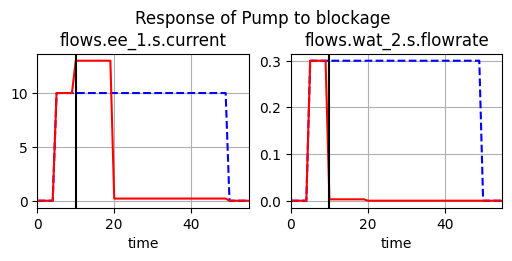 Response of Pump to blockage
flows.ee_1.s.current
flows.wat_2.s.flowrate
10
5
0
0
20
40
time
0.3
0.2
0.1
0.0
0
20
40
time